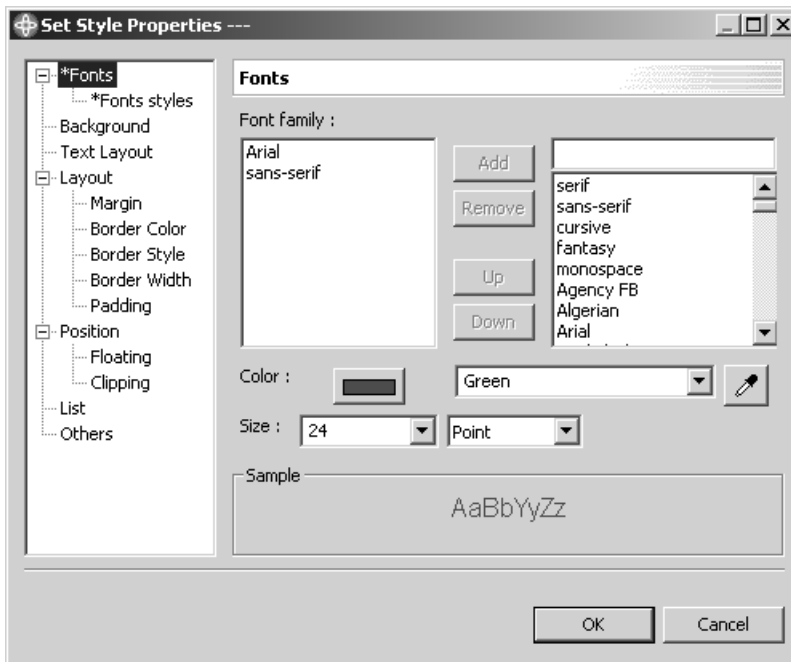 Set Style Properties ---
*Fonts
*Fonts styles
Background
Text Layout
Layout
Margin
Border Color
Border Style
Border Width
Padding
Position
Floating
Clipping
List
Others
Fonts
Font family :
Arial
sans-serif
Add
Remove
Up
Down
serif
sans-serif
cursive
fantasy
monospace
Agency FB
Algerian
Arial
Color :
Green
Size :
24
Point
Sample
AaBbYyZz
OK
Cancel